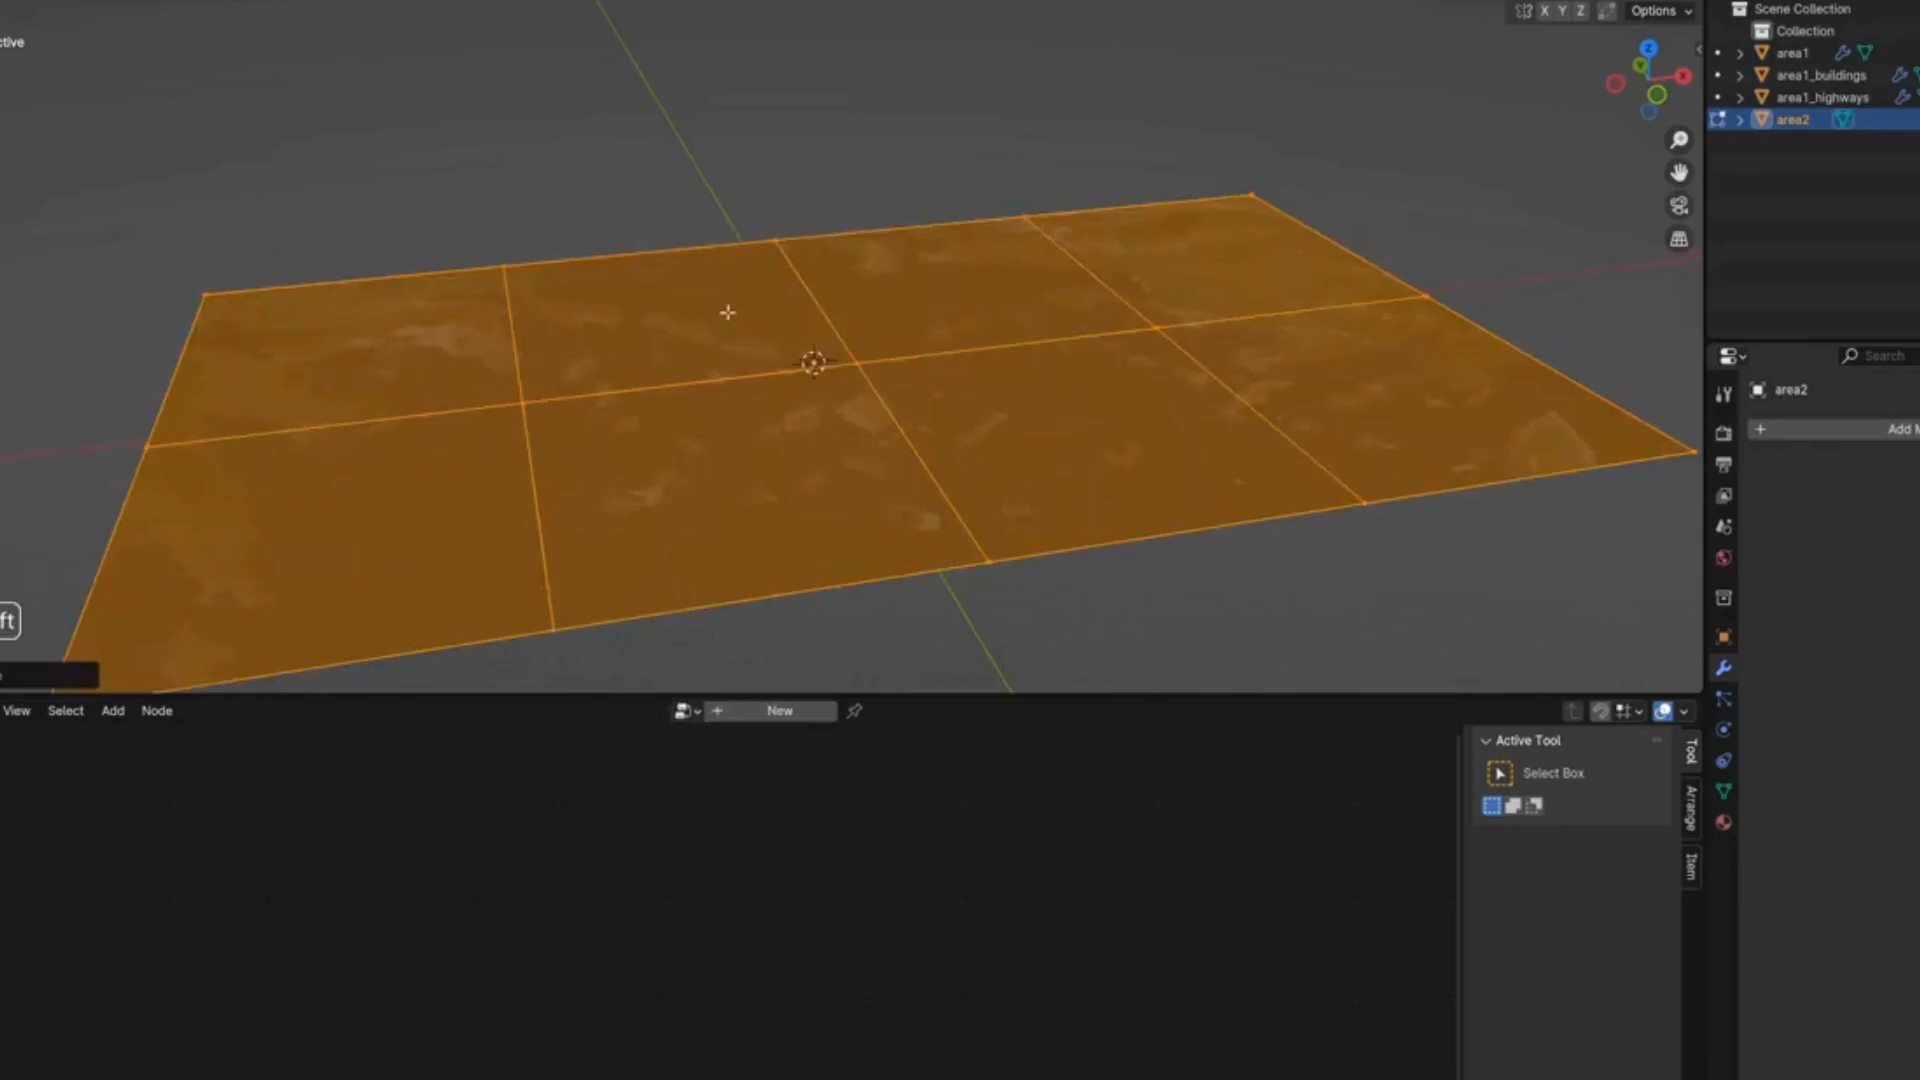 X Y Z Options
Scene Collection
ctive
Collection
area1
Z
Y
X
area1_buildings
area1_highways
area2
Search
area2
+ Add M
ft
View Select Add Node
+ New
Active Tool
Select Box
Tool
Arrange
Item